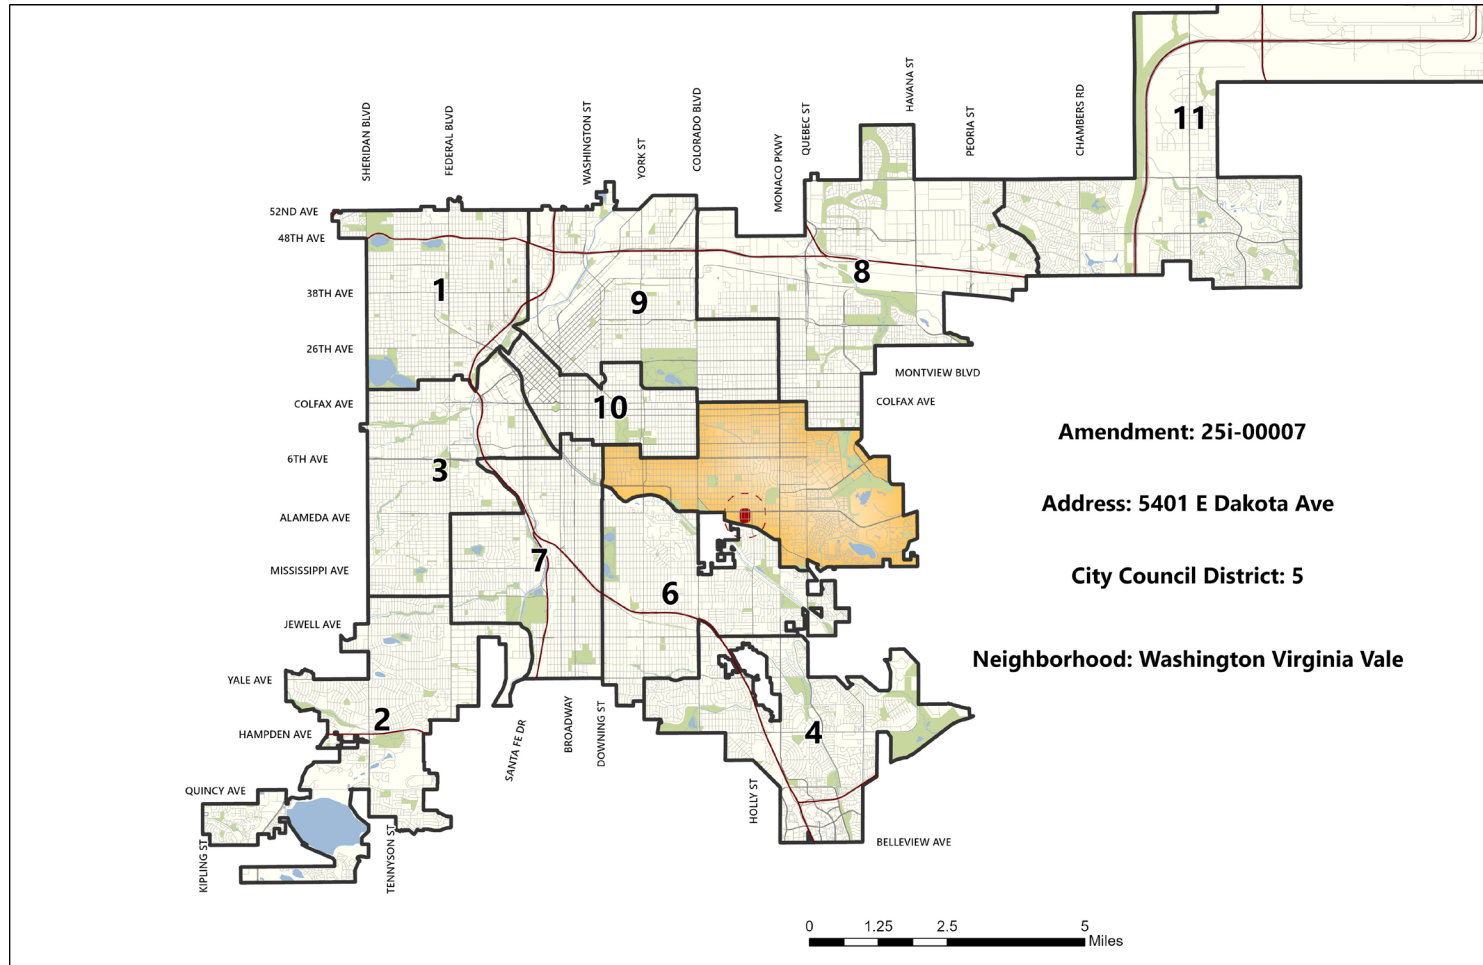 SHERIDAN BLVD
FEDERAL BLVD
WASHINGTON ST
YORK ST
COLORADO BLVD
MONACO PKWY
QUEBEC ST
HAVANA ST
PEORIA ST
CHAMBERS RD
11
52ND AVE
48TH AVE
8
1
9
38TH AVE
26TH AVE
MONTVIEW BLVD
COLFAX AVE
COLFAX AVE
10
Amendment: 25i-00007
6TH AVE
3
Address: 5401 E Dakota Ave
ALAMEDA AVE
7
MISSISSIPPI AVE
City Council District: 5
6
JEWELL AVE
Neighborhood: Washington Virginia Vale
YALE AVE
2
HAMPDEN AVE
4
SANTA FE DR
BROADWAY
DOWNING ST
QUINCY AVE
HOLLY ST
BELLEVIEW AVE
KIPLING ST
TENNYSON ST
0 1.25 2.5 5
Miles